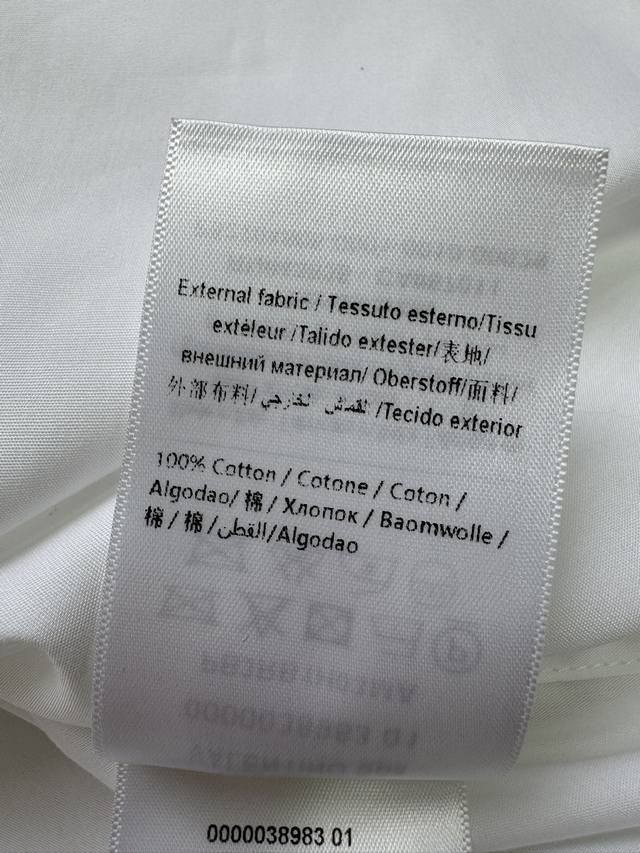 External fabric / Tessuto esterno/Tissu
extéleur /Talido extester/表地/
внешний материал/ Oberstoff/面料/
外部布料/القماش الخارجي /Tecido exterior
100% Cotton / Cotone / Coton /
Algodao/ 棉 / Хлопок / Baomwolle /
棉 / 棉 /القطن/Algodao
0000038983 01